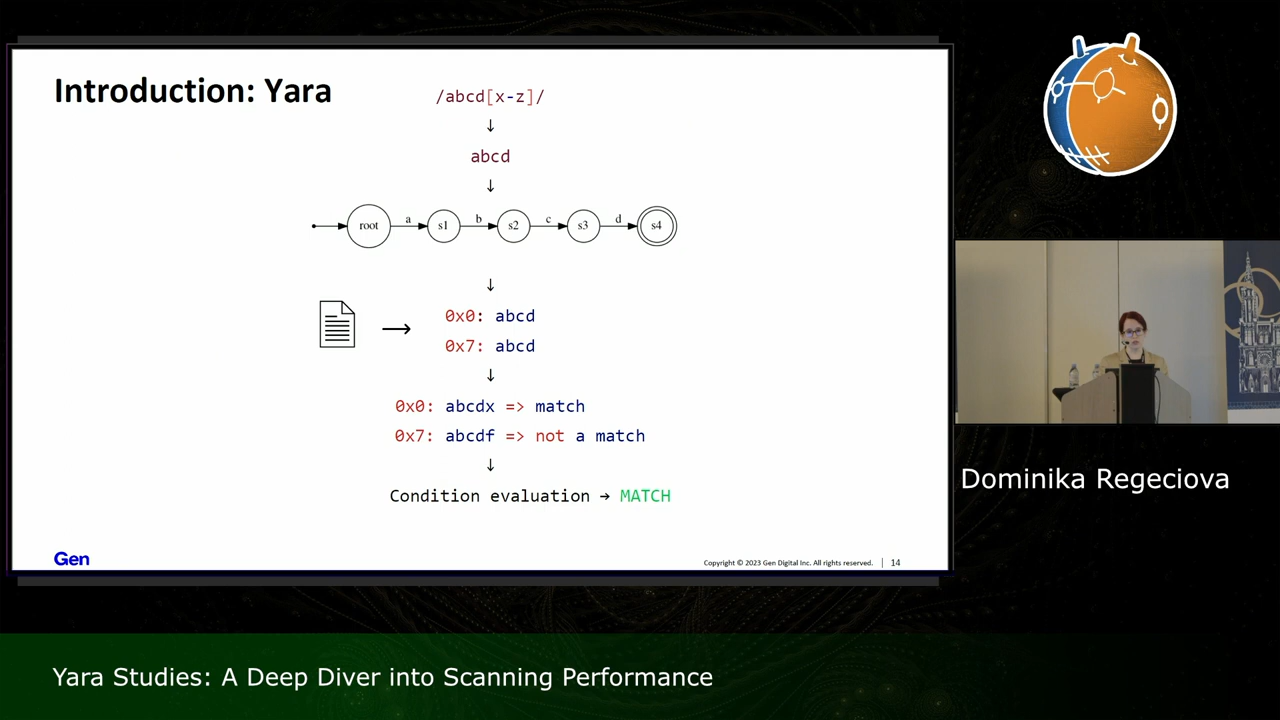 Introduction: Yara
/abcd[x-z]/
↓
abcd
↓
root a s1 b s2 c s3 d s4
↓
→ 0x0: abcd
0x7: abcd
↓
0x0: abcdx => match
0x7: abcdf => not a match
↓
Condition evaluation → MATCH
Gen
Copyright © 2023 Gen Digital Inc. All rights reserved. | 14
Dominika Regeciova
Yara Studies: A Deep Diver into Scanning Performance